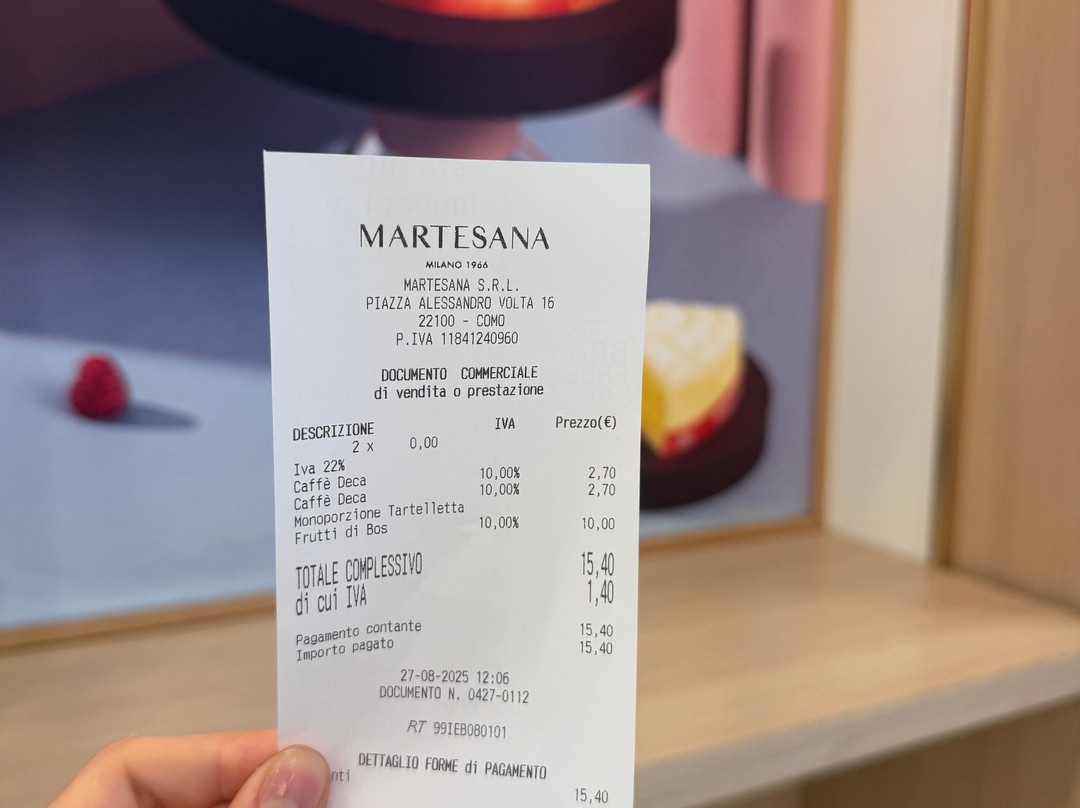 MARTESANA
MILANO 1966
MARTESANA S.R.L.
PIAZZA ALESSANDRO VOLTA 16
22100 - COMO
P.IVA 11841240960
DOCUMENTO COMMERCIALE
di vendita o prestazione
DESCRIZIONE IVA Prezzo(€)
2 x 0,00
Iva 22%
Caffè Deca 10,00% 2,70
Caffè Deca 10,00% 2,70
Monoporzione Tartelletta
Frutti di Bos 10,00% 10,00
TOTALE COMPLESSIVO 15,40
di cui IVA 1,40
Pagamento contante 15,40
Importo pagato 15,40
27-08-2025 12:06
DOCUMENTO N. 0427-0112
RT 99IEB080101
DETTAGLIO FORME di PAGAMENTO
nti
15,40